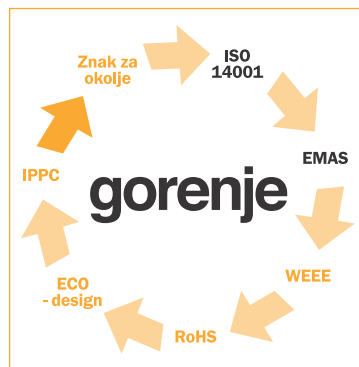 Znak za
okolje
ISO
14001
EMAS
IPPC
gorenje
WEEE
ECO
- design
RoHS